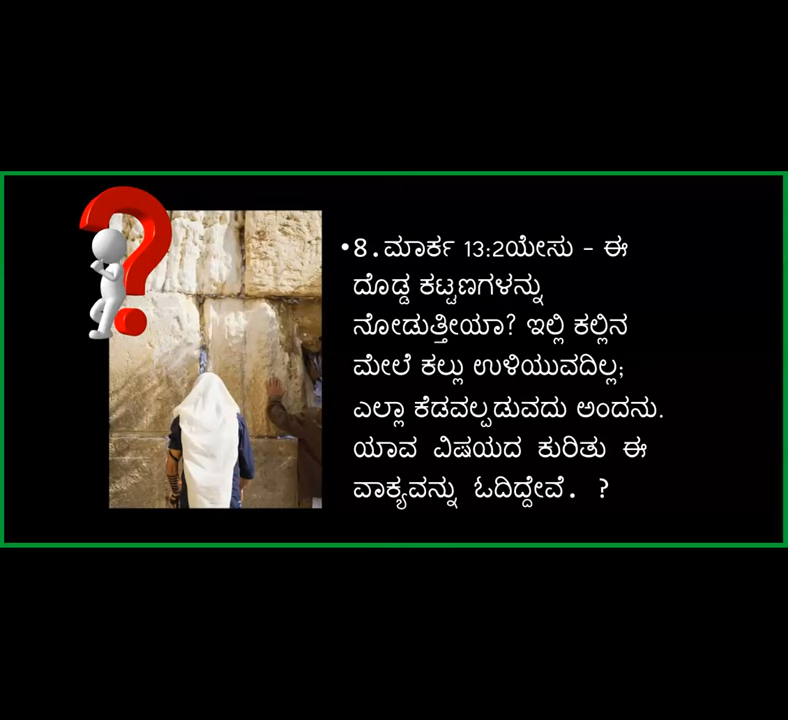 •8.ಮಾರ್ಕ 13:2ಯೇಸು – ಈ
ದೊಡ್ಡ ಕಟ್ಟಣಗಳನ್ನು
ನೋಡುತ್ತೀಯಾ? ಇಲ್ಲಿ ಕಲ್ಲಿನ
ಮೇಲೆ ಕಲ್ಲು ಉಳಿಯುವದಿಲ್ಲ;
ಎಲ್ಲಾ ಕೆಡವಲ್ಪಡುವದು ಅಂದನು.
ಯಾವ ವಿಷಯದ ಕುರಿತು ಈ
ವಾಕ್ಯವನ್ನು ಓದಿದ್ದೇವೆ. ?